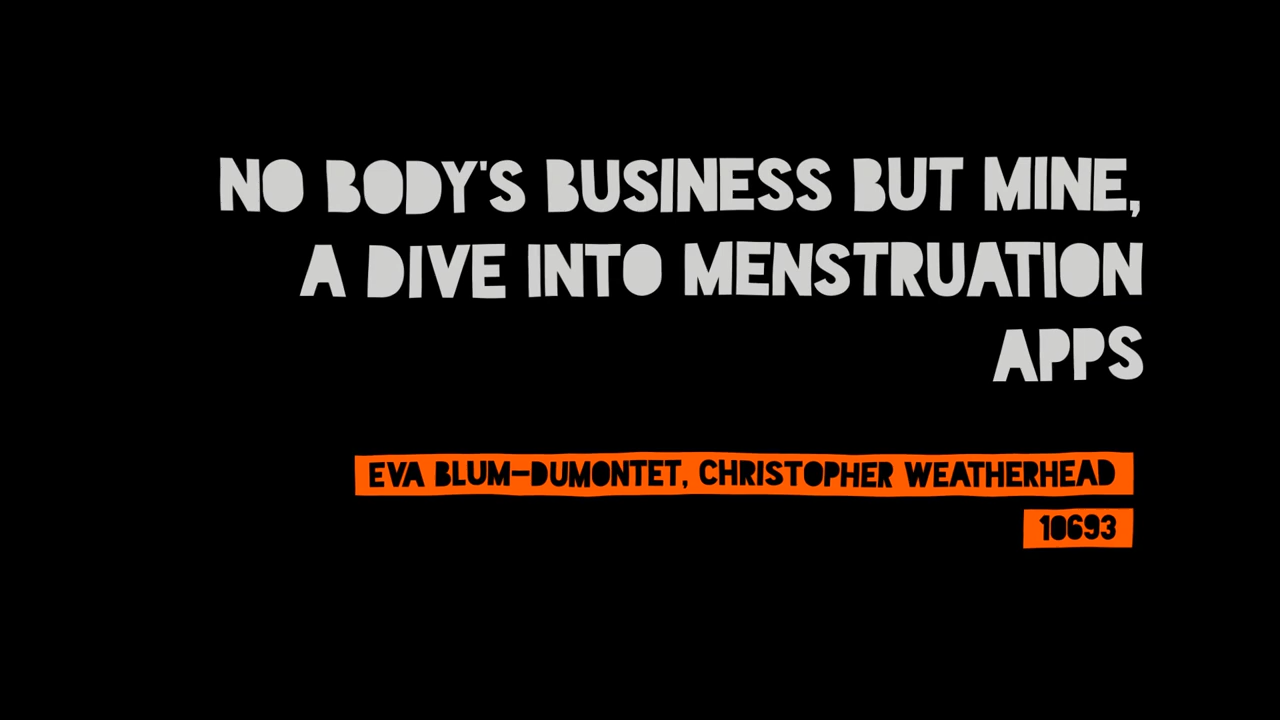 NO BODY'S BUSINESS BUT MINE,
A DIVE INTO MENSTRUATION
APPS
EVA BLUM-DUMONTET, CHRISTOPHER WEATHERHEAD
10693